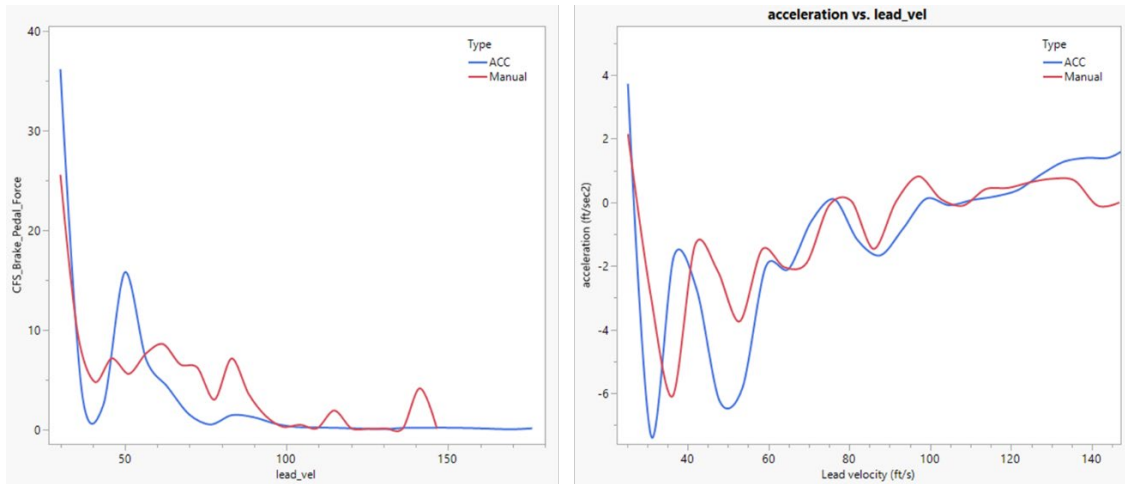 40
30
20
10
0
CFS_Brake_Pedal_Force
50
100
150
lead_vel
Type
ACC
Manual
acceleration vs. lead_vel
4
2
0
-2
-4
-6
acceleration (ft/sec2)
40
60
80
100
120
140
Lead velocity (ft/s)
Type
ACC
Manual